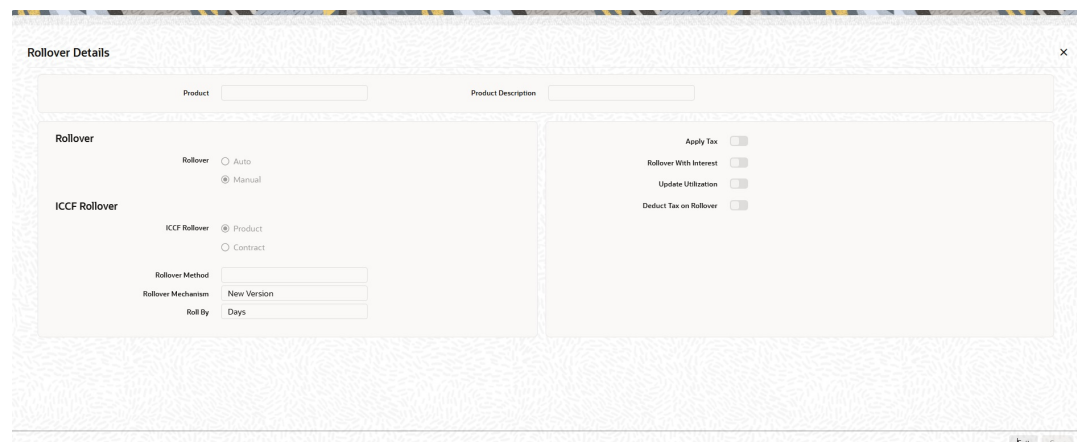 Rollover Details
Product
Product Description
Rollover
Rollover
Auto
Manual
ICCF Rollover
ICCF Rollover
Product
Contract
Rollover Method
Rollover Mechanism New Version
Roll By Days
Apply Tax
Rollover With Interest
Update Utilization
Deduct Tax on Rollover